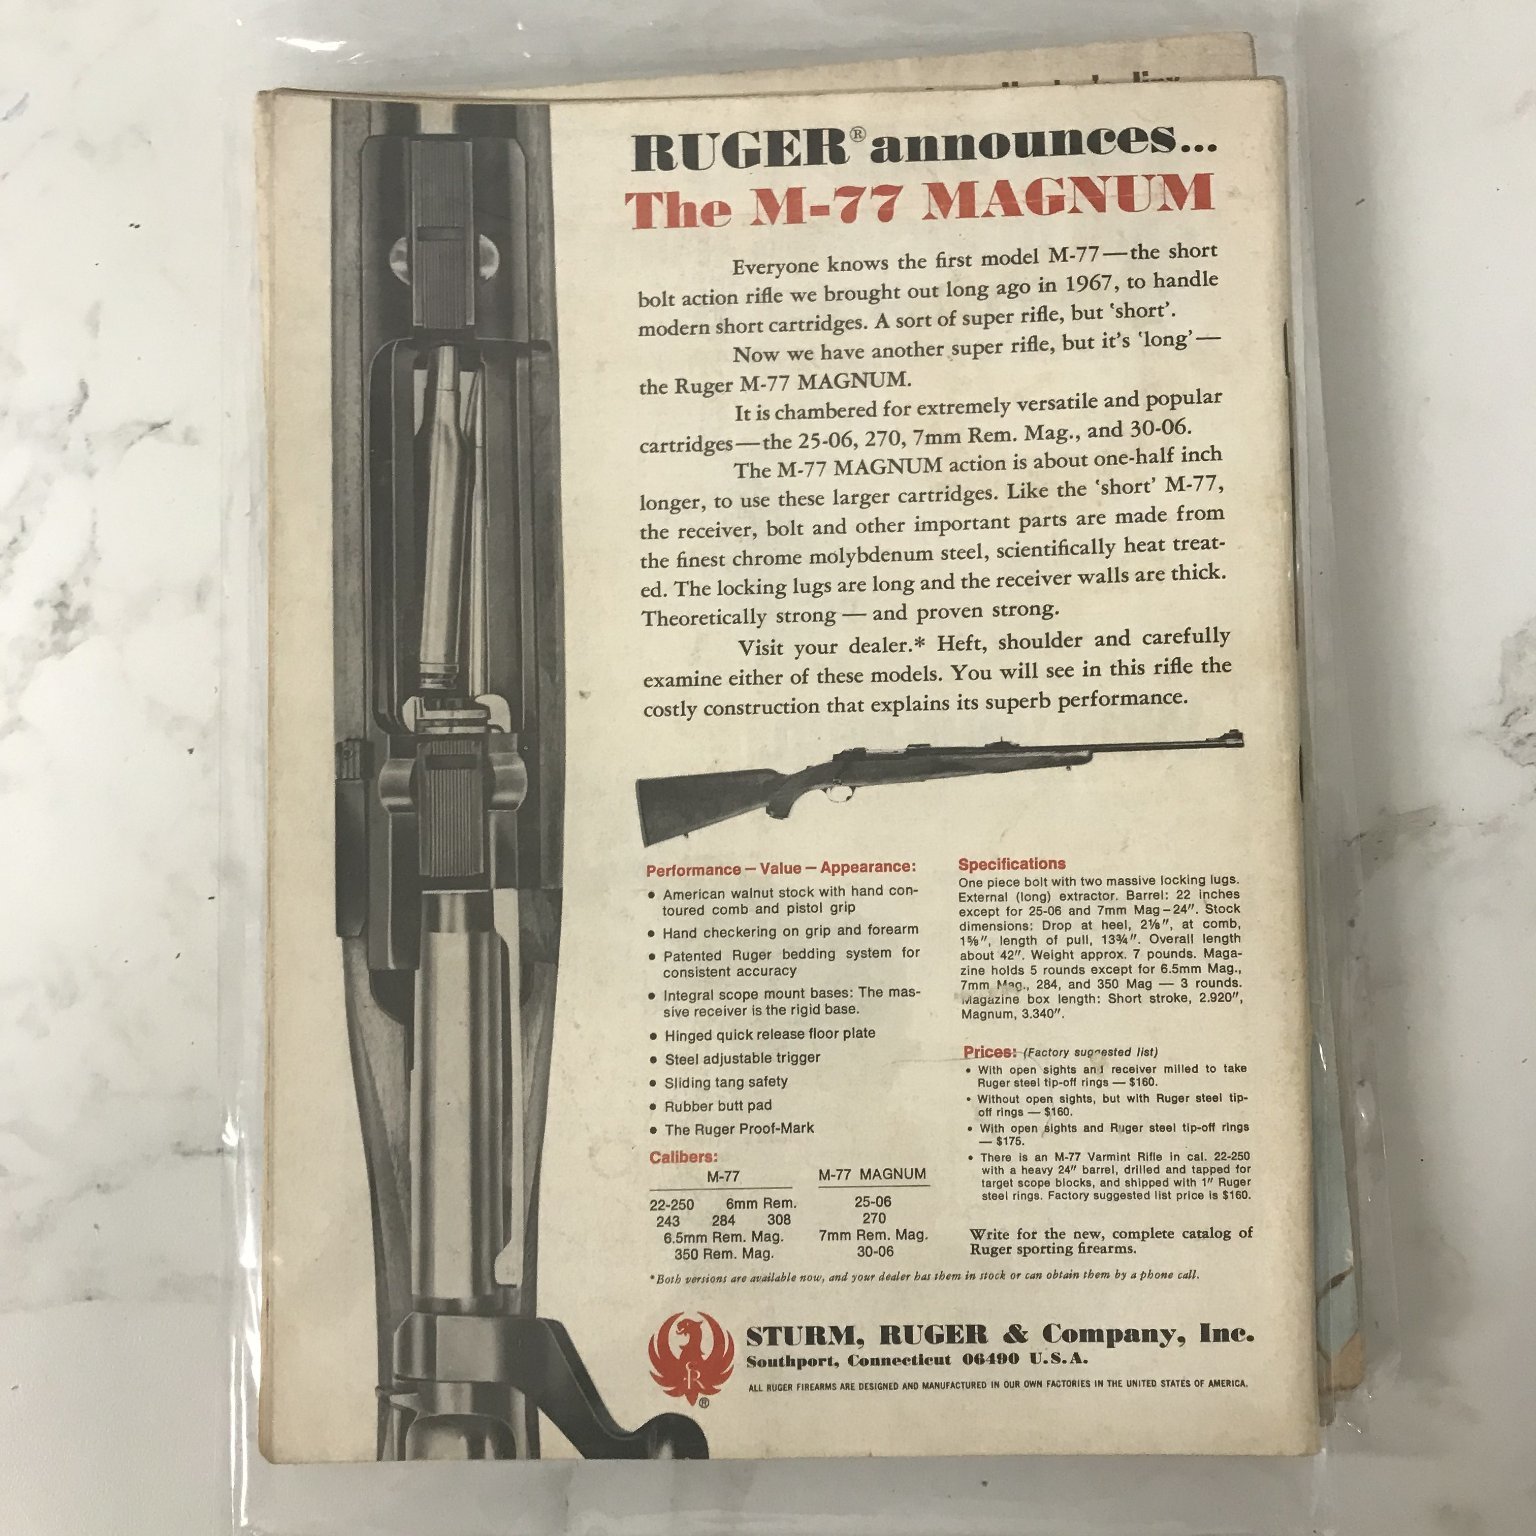 RUGER® announces...
The M-77 MAGNUM
Everyone knows the first model M-77—the short
bolt action rifle we brought out long ago in 1967, to handle
modern short cartridges. A sort of super rifle, but ‘short’.
Now we have another super rifle, but it’s ‘long’—
the Ruger M-77 MAGNUM.
It is chambered for extremely versatile and popular
cartridges—the 25-06, 270, 7mm Rem. Mag., and 30-06.
The M-77 MAGNUM action is about one-half inch
longer, to use these larger cartridges. Like the ‘short’ M-77,
the receiver, bolt and other important parts are made from
the finest chrome molybdenum steel, scientifically heat treat-
ed. The locking lugs are long and the receiver walls are thick.
Theoretically strong — and proven strong.
Visit your dealer.* Heft, shoulder and carefully
examine either of these models. You will see in this rifle the
costly construction that explains its superb performance.
Performance — Value — Appearance:
• American walnut stock with hand con-
toured comb and pistol grip
• Hand checkering on grip and forearm
• Patented Ruger bedding system for
consistent accuracy
• Integral scope mount bases: The mas-
sive receiver is the rigid base.
• Hinged quick release floor plate
• Steel adjustable trigger
• Sliding tang safety
• Rubber butt pad
• The Ruger Proof-Mark
Calibers:
M-77
22-250 6mm Rem.
243 284 308
6.5mm Rem. Mag.
350 Rem. Mag.
M-77 MAGNUM
25-06
270
7mm Rem. Mag.
30-06
Specifications
One piece bolt with two massive locking lugs.
External (long) extractor. Barrel: 22 inches
except for 25-06 and 7mm Mag—24″. Stock
dimensions: Drop at heel, 2⅛″, at comb,
1⅝″, length of pull, 13¾″. Overall length
about 42″. Weight approx. 7 pounds. Maga-
zine holds 5 rounds except for 6.5mm Mag.,
7mm Mag., 284, and 350 Mag — 3 rounds.
Magazine box length: Short stroke, 2.920″,
Magnum, 3.340″.
Prices: (Factory suggested list)
• With open sights and receiver milled to take
Ruger steel tip-off rings — $160.
• Without open sights, but with Ruger steel tip-
off rings — $160.
• With open sights and Ruger steel tip-off rings
— $175.
• There is an M-77 Varmint Rifle in cal. 22-250
with a heavy 24″ barrel, drilled and tapped for
target scope blocks, and shipped with 1″ Ruger
steel rings. Factory suggested list price is $160.
Write for the new, complete catalog of
Ruger sporting firearms.
*Both versions are available now, and your dealer has them in stock or can obtain them by a phone call.
R
®
STURM, RUGER & Company, Inc.
Southport, Connecticut 06490 U.S.A.
ALL RUGER FIREARMS ARE DESIGNED AND MANUFACTURED IN OUR OWN FACTORIES IN THE UNITED STATES OF AMERICA.